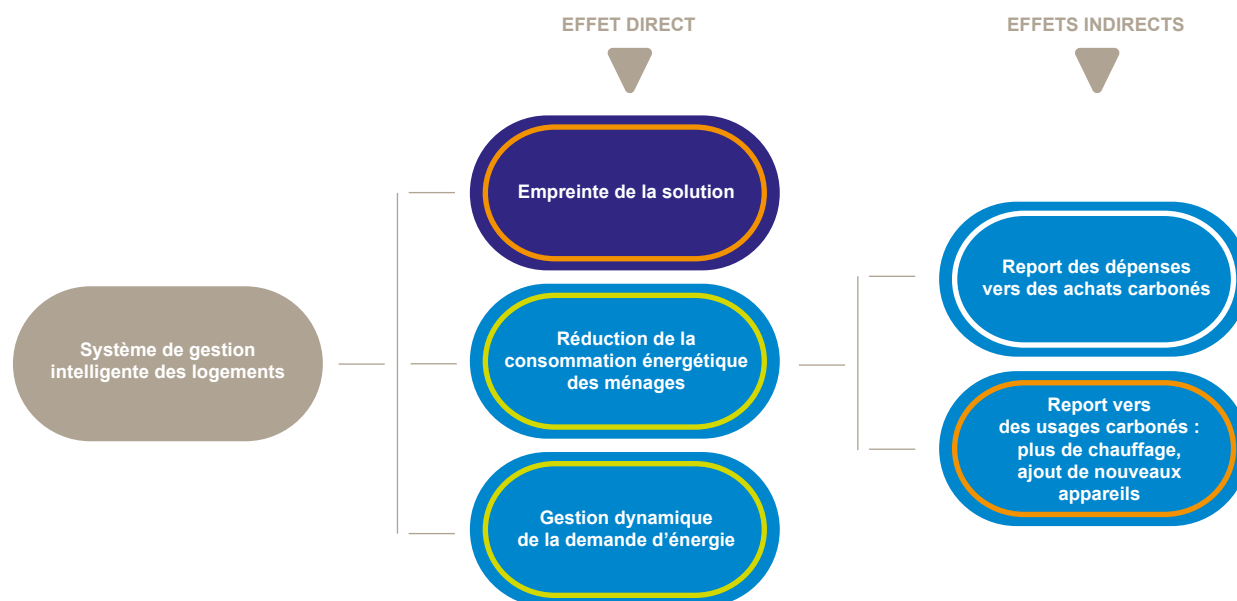 EFFET DIRECT
EFFETS INDIRECTS
Empreinte de la solution
Système de gestion
intelligente des logements
Réduction de la
consommation énergétique
des ménages
Gestion dynamique
de la demande d’énergie
Report des dépenses
vers des achats carbonés
Report vers
des usages carbonés :
plus de chauffage,
ajout de nouveaux
appareils